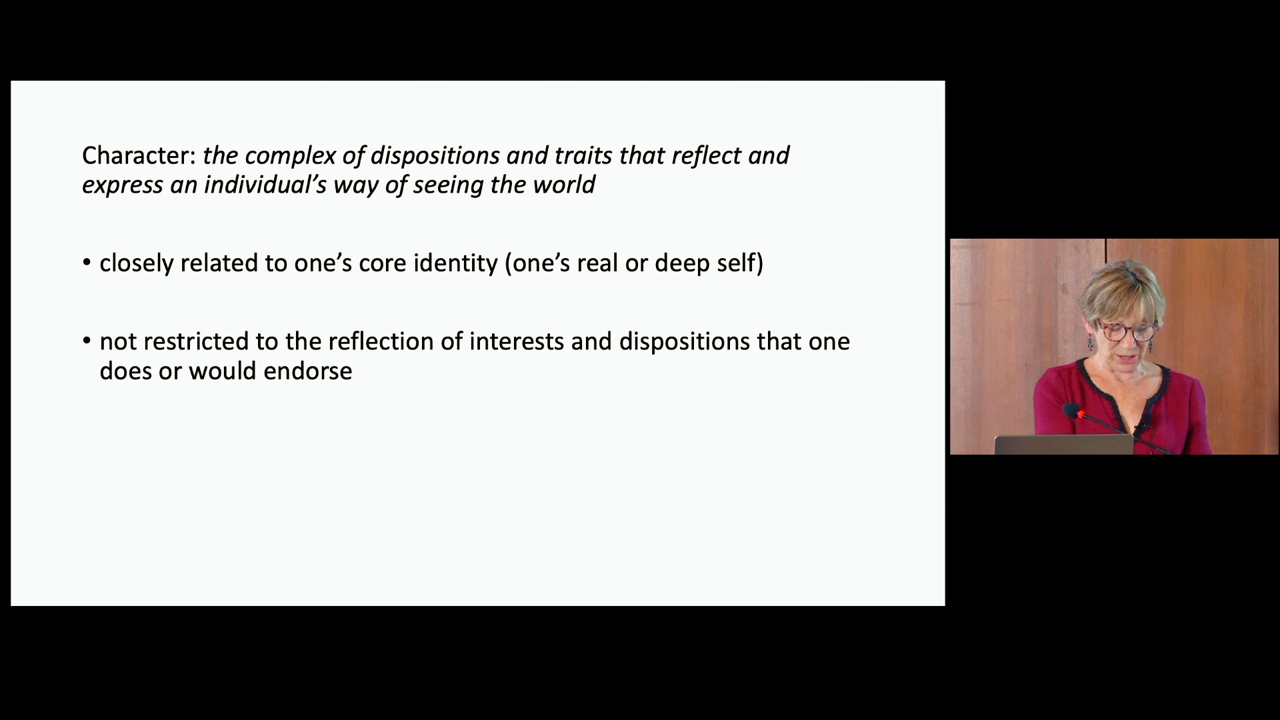 Character: the complex of dispositions and traits that reflect and
express an individual’s way of seeing the world
• closely related to one’s core identity (one’s real or deep self)
• not restricted to the reflection of interests and dispositions that one
does or would endorse